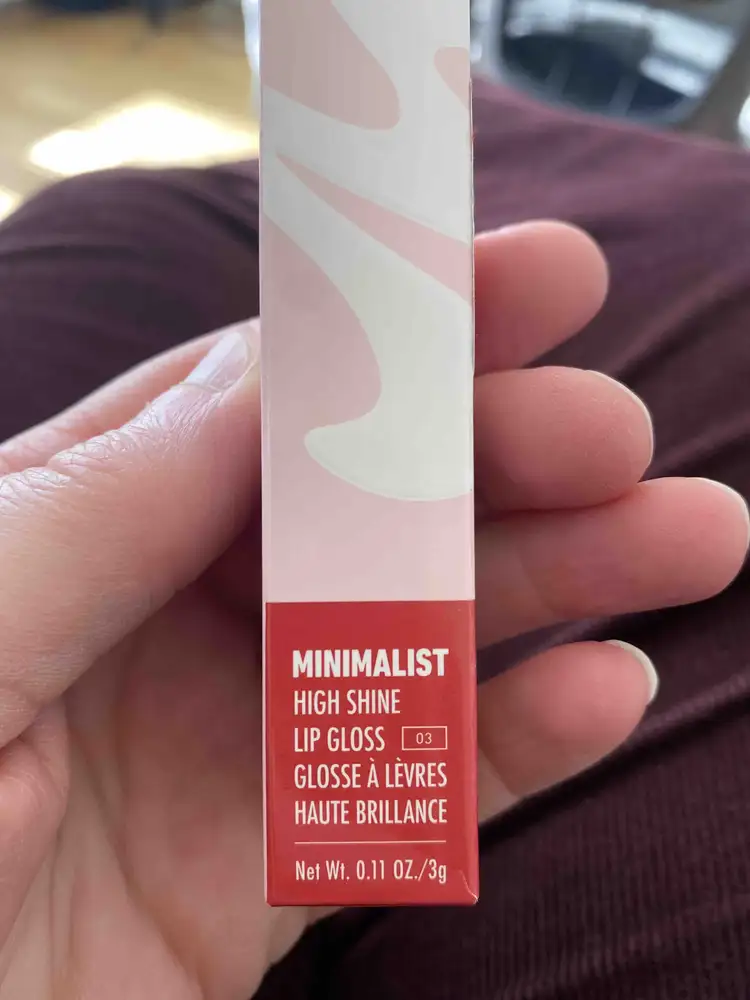 MINIMALIST
HIGH SHINE
LIP GLOSS 03
GLOSSE À LÈVRES
HAUTE BRILLANCE
Net Wt. 0.11 OZ./3g